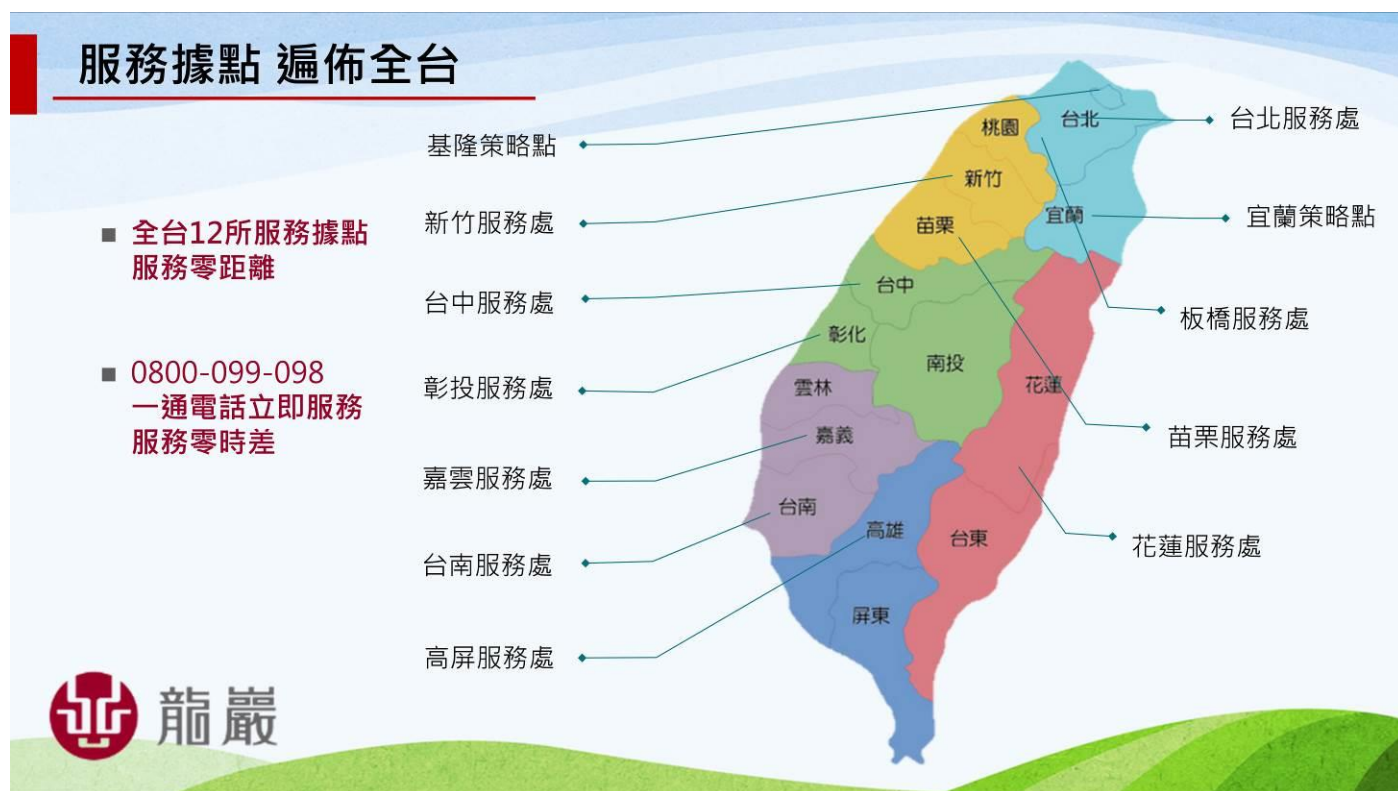 服務據點 遍佈全台
全台12所服務據點
服務零距離
0800-099-098
一通電話立即服務
服務零時差
基隆策略點
新竹服務處
台中服務處
彰投服務處
嘉雲服務處
台南服務處
高屏服務處
台北
桃園
新竹
宜蘭
苗栗
台中
彰化
南投
花蓮
雲林
嘉義
台南
高雄
台東
屏東
台北服務處
宜蘭策略點
板橋服務處
苗栗服務處
花蓮服務處
龍巖